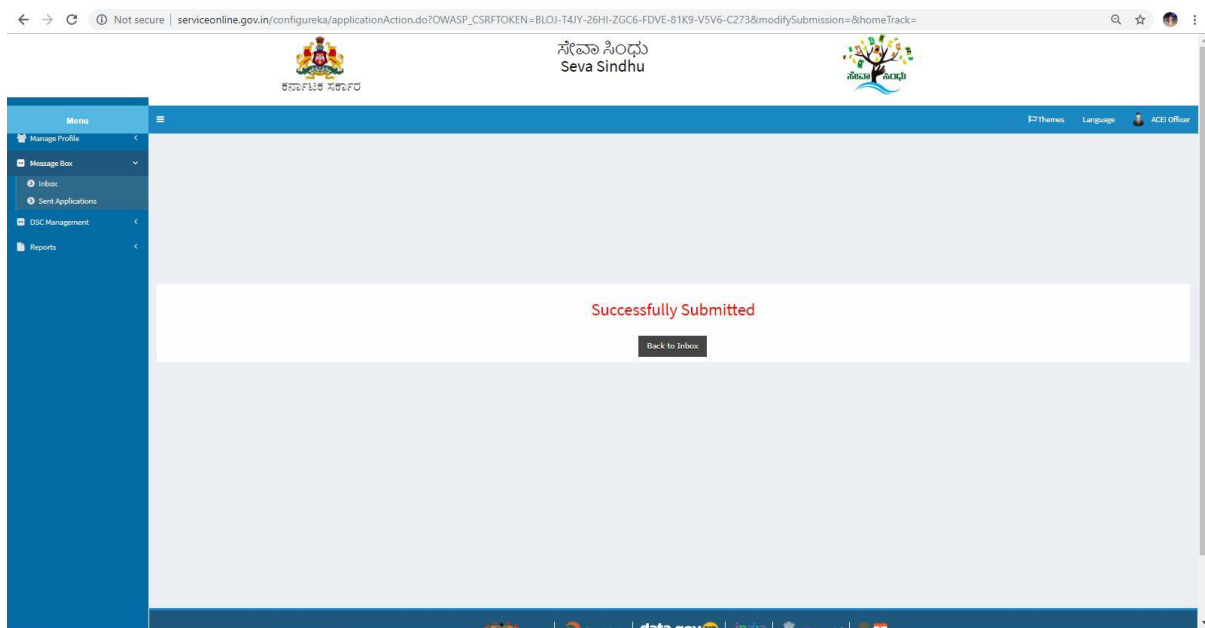 Not secure | serviceonline.gov.in/configureka/applicationAction.do?OWASP_CSRFTOKEN=BLOJ-T4JY-26HI-ZGC6-FDVE-81K9-V5V6-C273&modifySubmission=&homeTrack=
ಕರ್ನಾಟಕ ಸರ್ಕಾರ
ಸೇವಾ ಸಿಂಧು
Seva Sindhu
ಸೇವಾ ಸಿಂಧು
Menu
Themes Language ACEI Officer
Manage Profile
Message Box
Inbox
Sent Applications
DSC Management
Reports
Successfully Submitted
Back to Inbox
data.gov